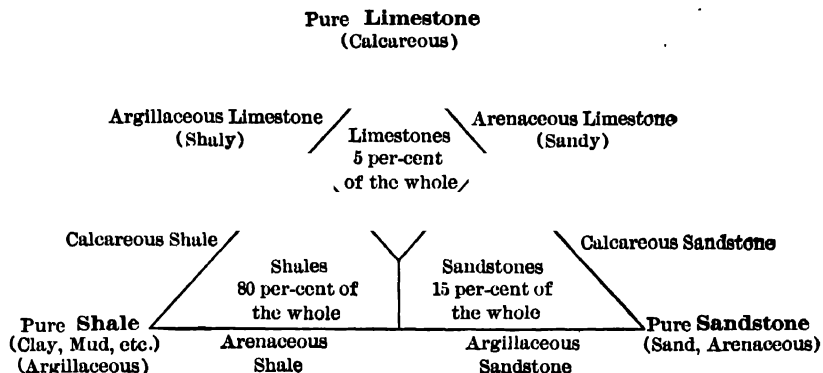 Pure Limestone
(Calcareous)
Argillaceous Limestone
(Shaly)
Arenaceous Limestone
(Sandy)
Limestones
5 per-cent
of the whole
Calcareous Shale
Calcareous Sandstone
Shales
80 per-cent of
the whole
Sandstones
15 per-cent of
the whole
Pure Shale
(Clay, Mud, etc.)
(Argillaceous)
Arenaceous
Shale
Argillaceous
Sandstone
Pure Sandstone
(Sand, Arenaceous)